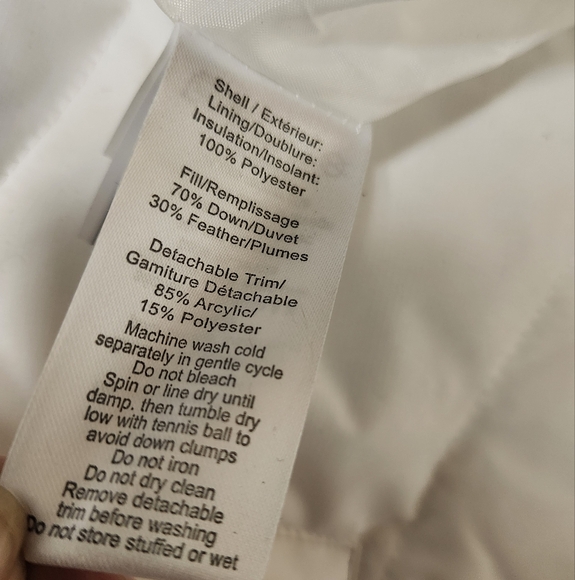 Shell / Extérieur:
Lining/Doublure:
Insulation/Insolant:
100% Polyester
Fill/Remplissage
70% Down/Duvet
30% Feather/Plumes
Detachable Trim/
Gamiture Détachable
85% Arcylic/
15% Polyester
Machine wash cold
separately in gentle cycle
Do not bleach
Spin or line dry until
damp. then tumble dry
low with tennis ball to
avoid down clumps
Do not iron
Do not dry clean
Remove detachable
trim before washing
Do not store stuffed or wet